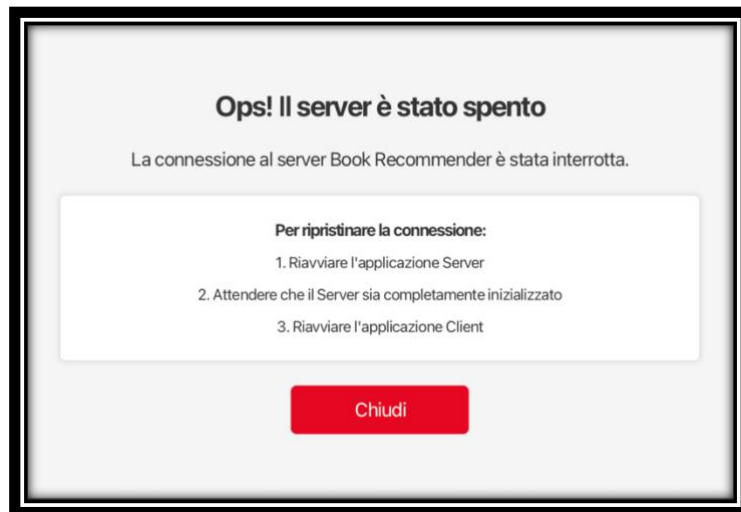 Ops! Il server è stato spento
La connessione al server Book Recommender è stata interrotta.
Per ripristinare la connessione:
1. Riavviare l'applicazione Server
2. Attendere che il Server sia completamente inizializzato
3. Riavviare l'applicazione Client
Chiudi